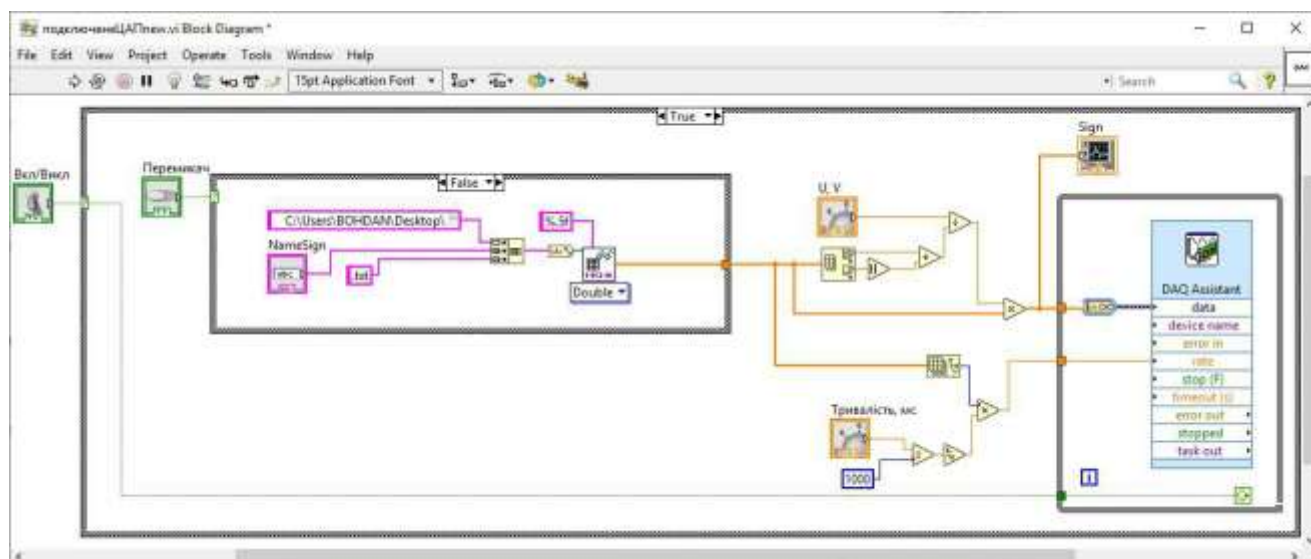 подключениеЦАПnew.vi Block Diagram *
File Edit View Project Operate Tools Window Help
15pt Application Font
Search
True
Sign
Вкл/Викл
Перемикач
False
U, V
C:\Users\BOHDAN\Desktop\
%.5f
NameSign
abc
.txt
Double
DAQ Assistant
data
device name
error in
rate
stop (F)
timeout (s)
error out
stopped
task out
Тривалість, мс
1000
i